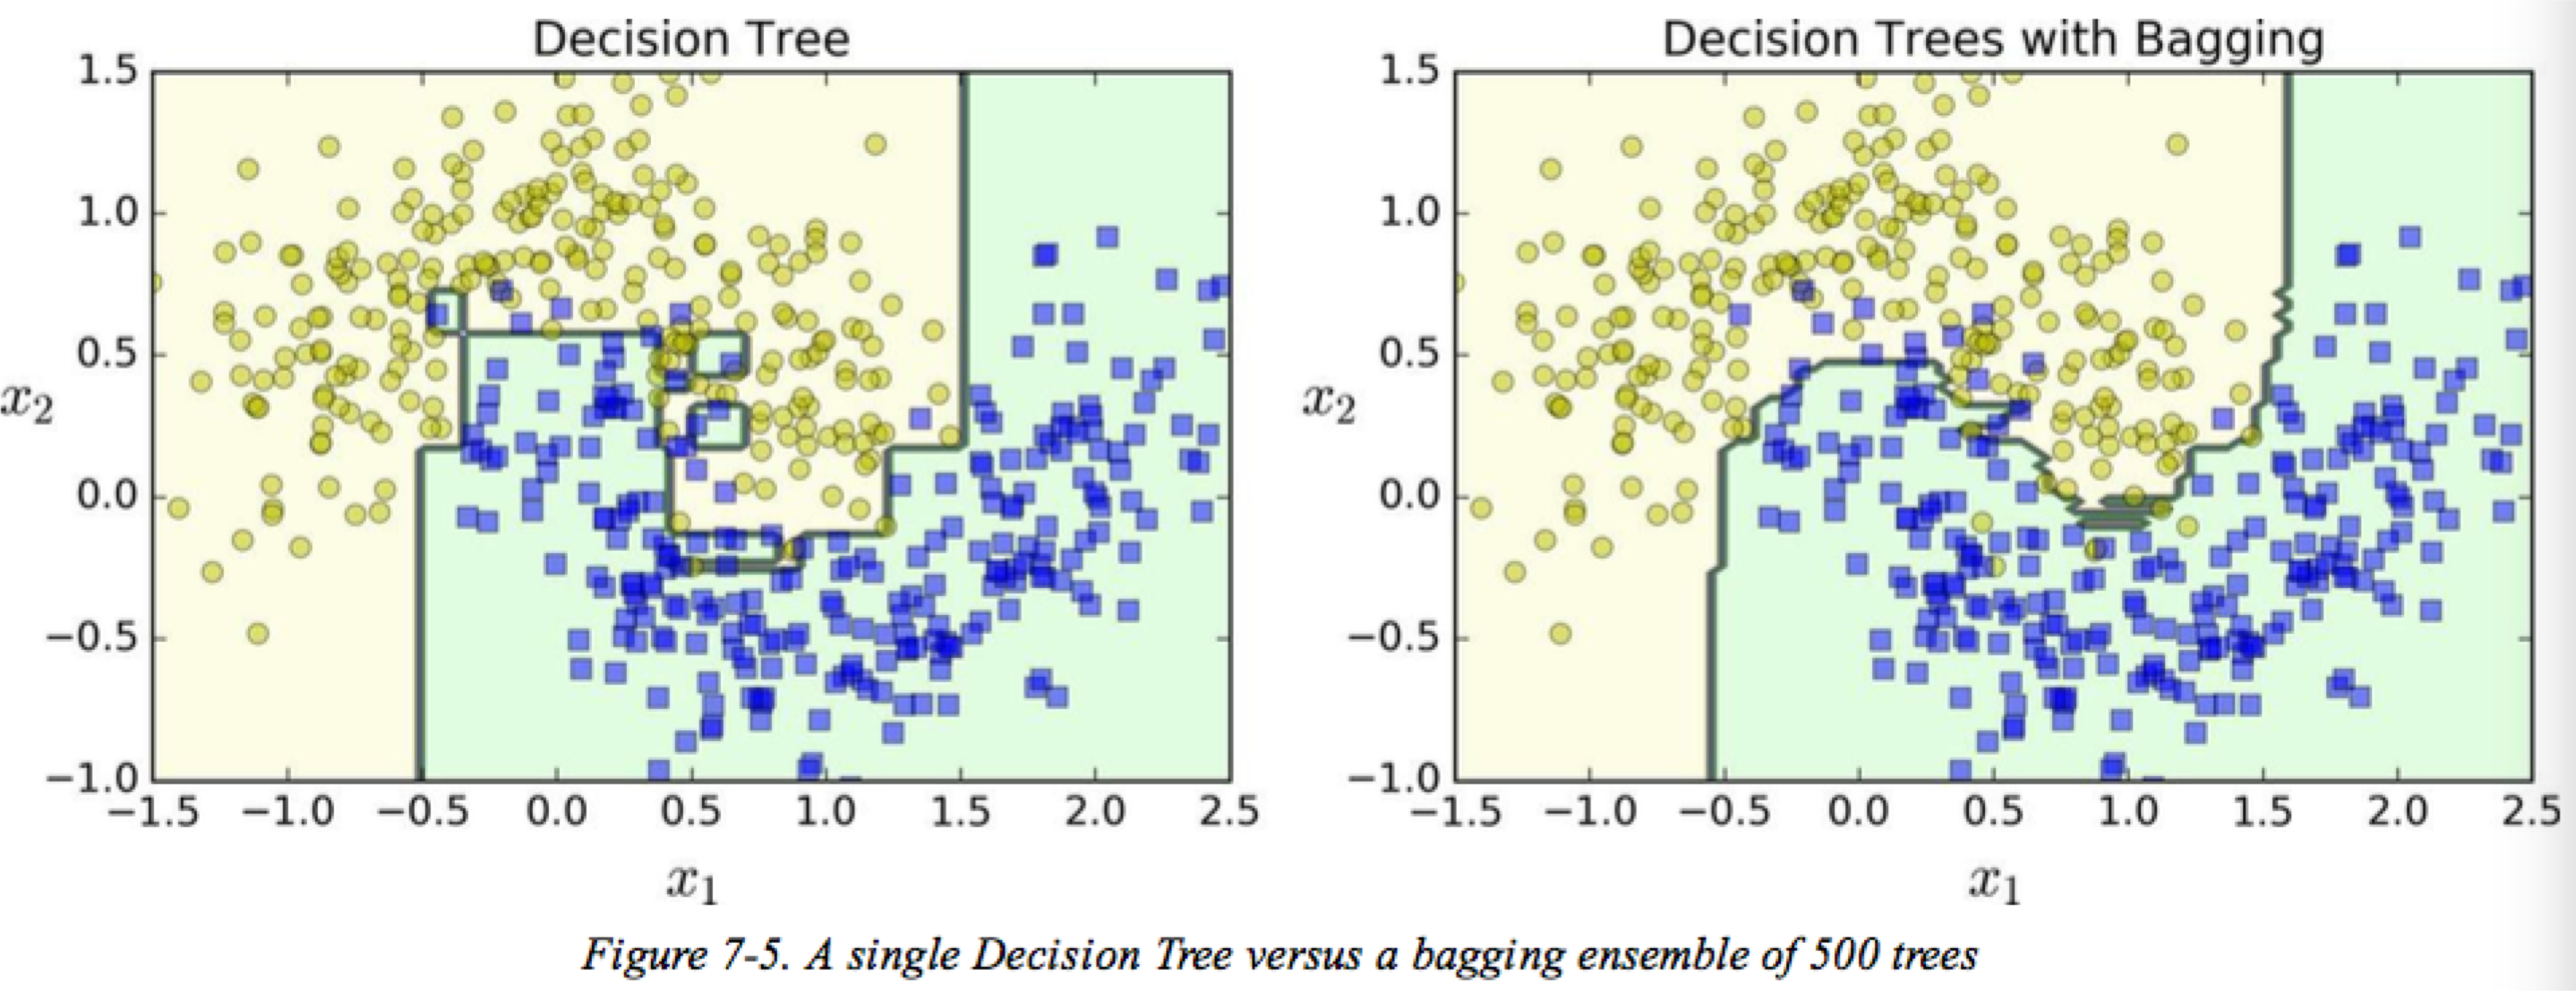 Decision Tree
1.5
1.0
0.5
0.0
−0.5
−1.0
x2
−1.5 −1.0 −0.5 0.0 0.5 1.0 1.5 2.0 2.5
x1
Decision Trees with Bagging
1.5
1.0
0.5
0.0
−0.5
−1.0
x2
−1.5 −1.0 −0.5 0.0 0.5 1.0 1.5 2.0 2.5
x1
Figure 7-5. A single Decision Tree versus a bagging ensemble of 500 trees